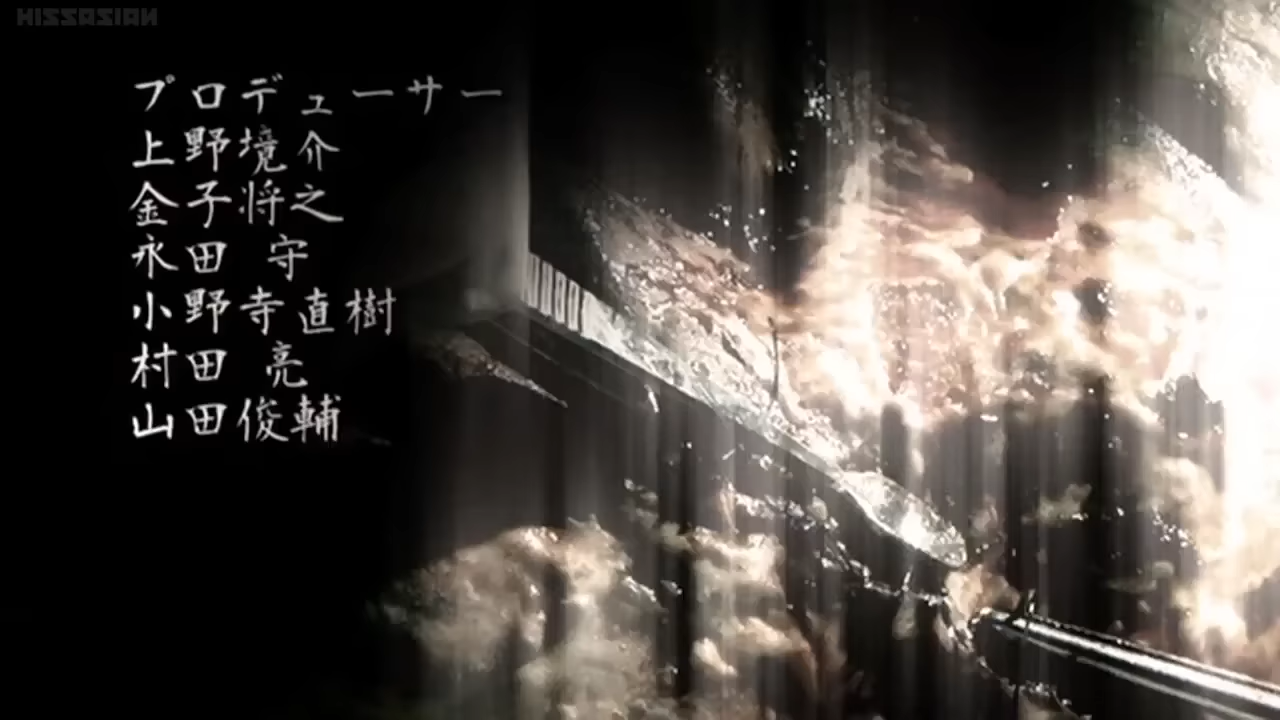 HISSASIAN
プロデューサー
上野境介
金子将之
永田 守
小野寺直樹
村田 亮
山田俊輔